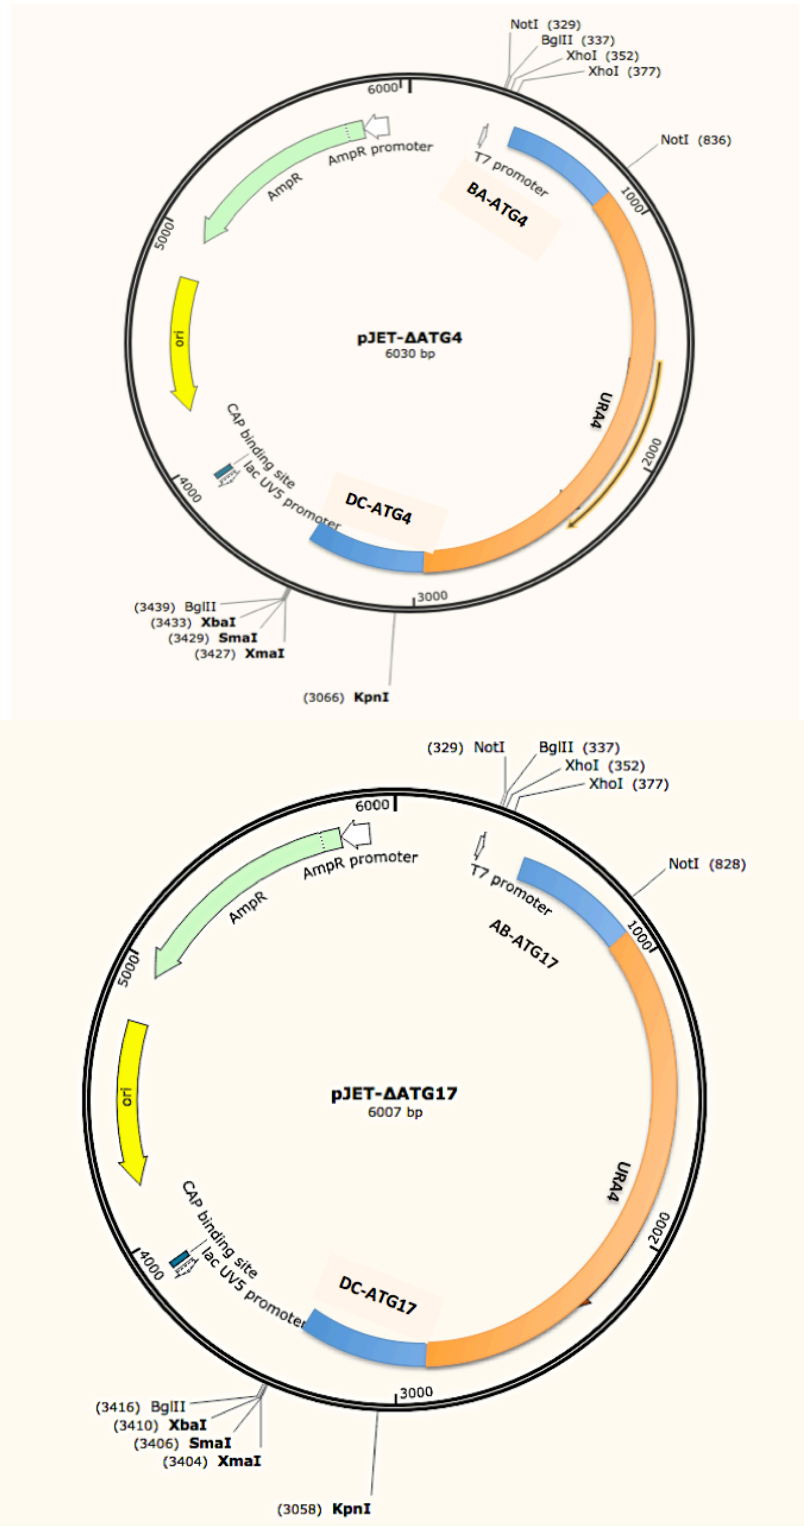 NotI (329)
BglII (337)
XhoI (352)
XhoI (377)
6000
NotI (836)
AmpR promoter
T7 promoter
AmpR
BA-ATG4
1000
5000
pJET-ΔATG4
6030 bp
ori
URA4
2000
CAP binding site
lac UV5 promoter
4000
DC-ATG4
3000
(3439) BglII
(3433) XbaI
(3429) SmaI
(3427) XmaI
(3066) KpnI
(329) NotI
BglII (337)
XhoI (352)
XhoI (377)
6000
NotI (828)
AmpR promoter
T7 promoter
AmpR
AB-ATG17
1000
5000
pJET-ΔATG17
6007 bp
ori
URA4
2000
CAP binding site
lac UV5 promoter
4000
DC-ATG17
3000
(3416) BglII
(3410) XbaI
(3406) SmaI
(3404) XmaI
(3058) KpnI